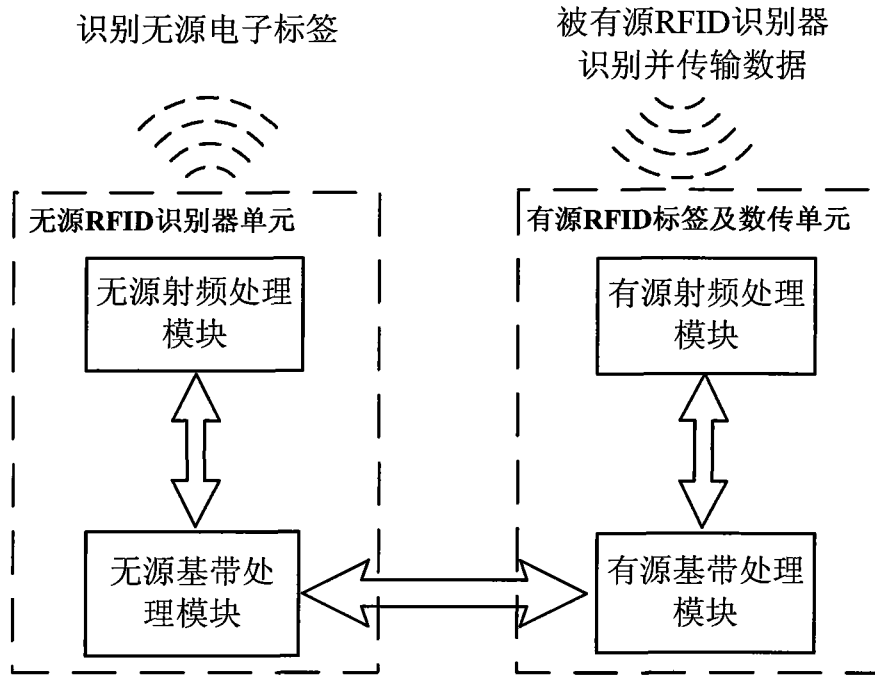 识别无源电子标签
被有源RFID识别器
识别并传输数据
无源RFID识别器单元
无源射频处理
模块
无源基带处
理模块
有源RFID标签及数传单元
有源射频处理
模块
有源基带处理
模块